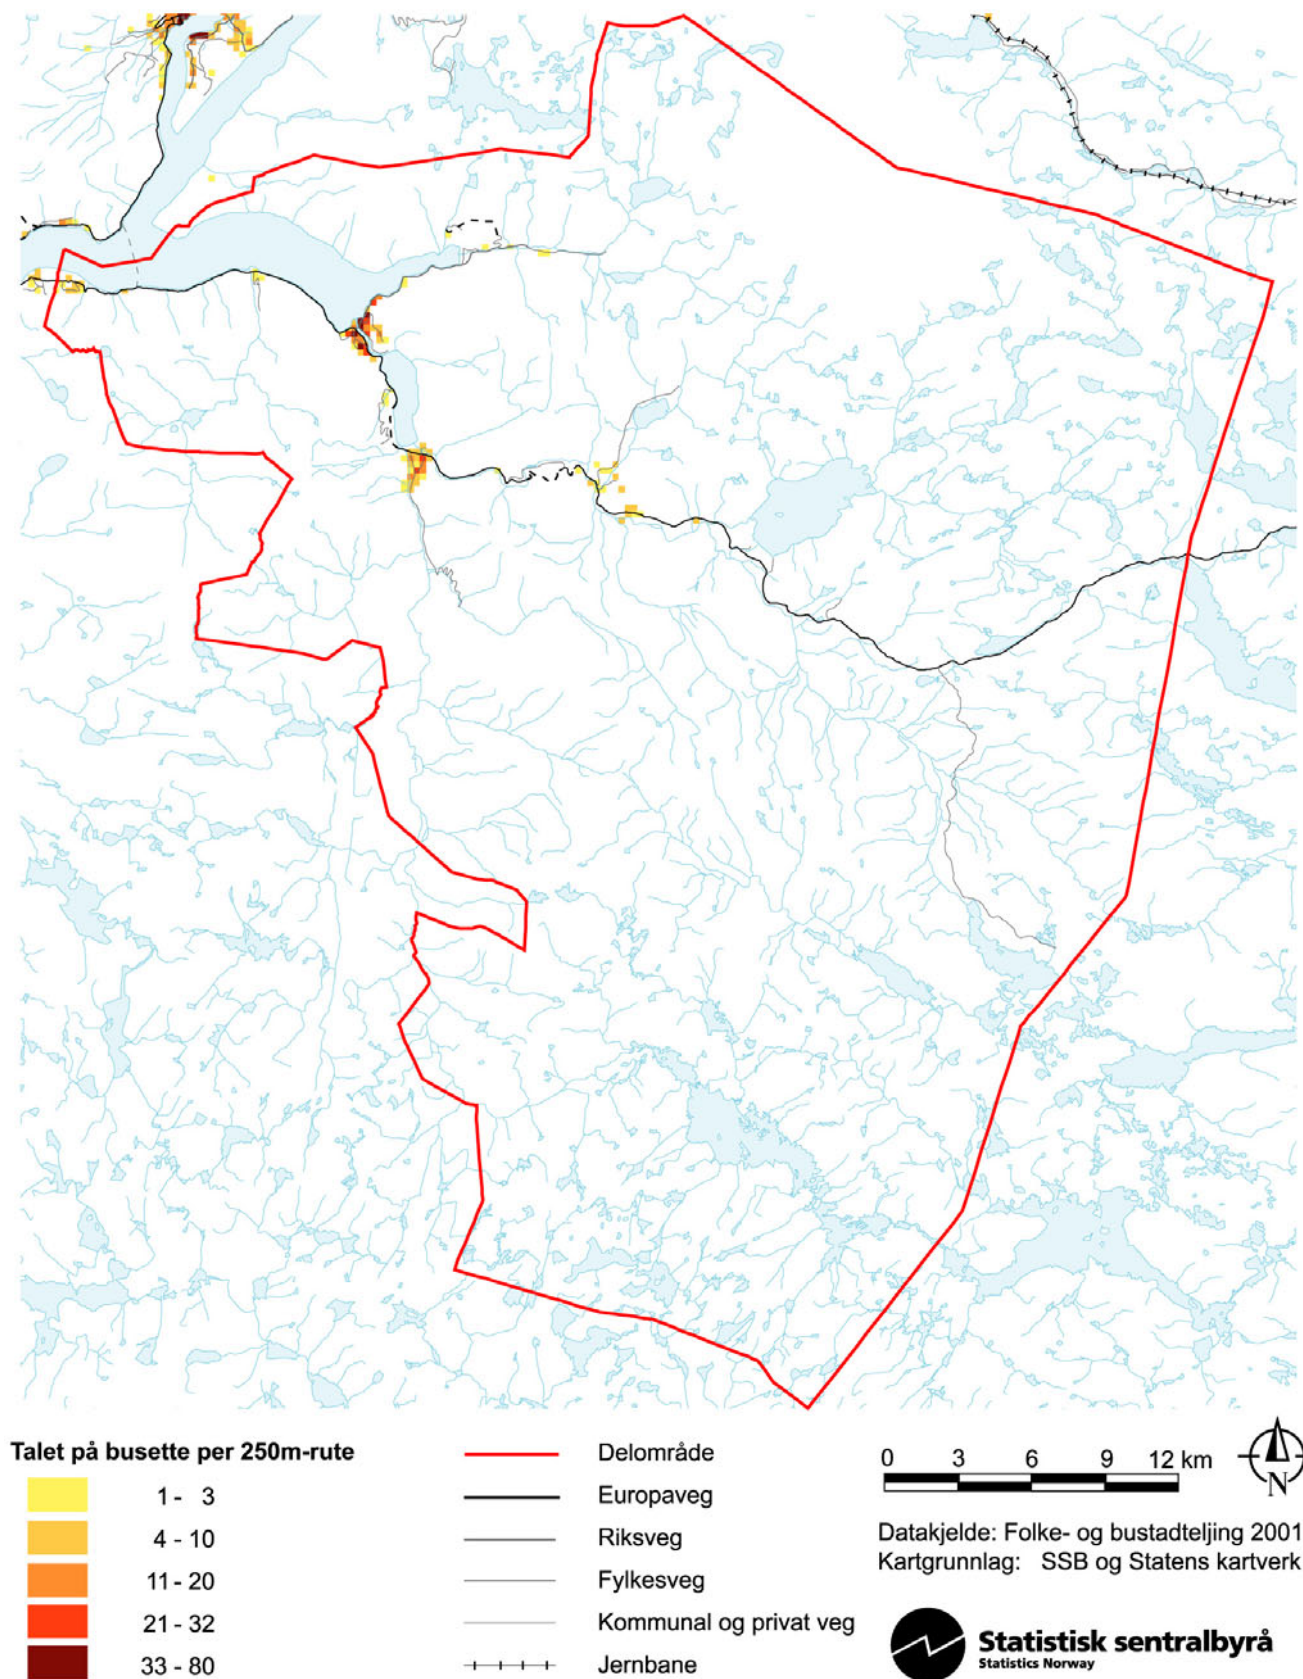 Talet på busette per 250m-rute
1 - 3
4 - 10
11 - 20
21 - 32
33 - 80
Delområde
Europaveg
Riksveg
Fylkesveg
Kommunal og privat veg
Jernbane
0 3 6 9 12 km
N
Datakjelde: Folke- og bustadteljing 2001
Kartgrunnlag: SSB og Statens kartverk
Statistisk sentralbyrå
Statistics Norway